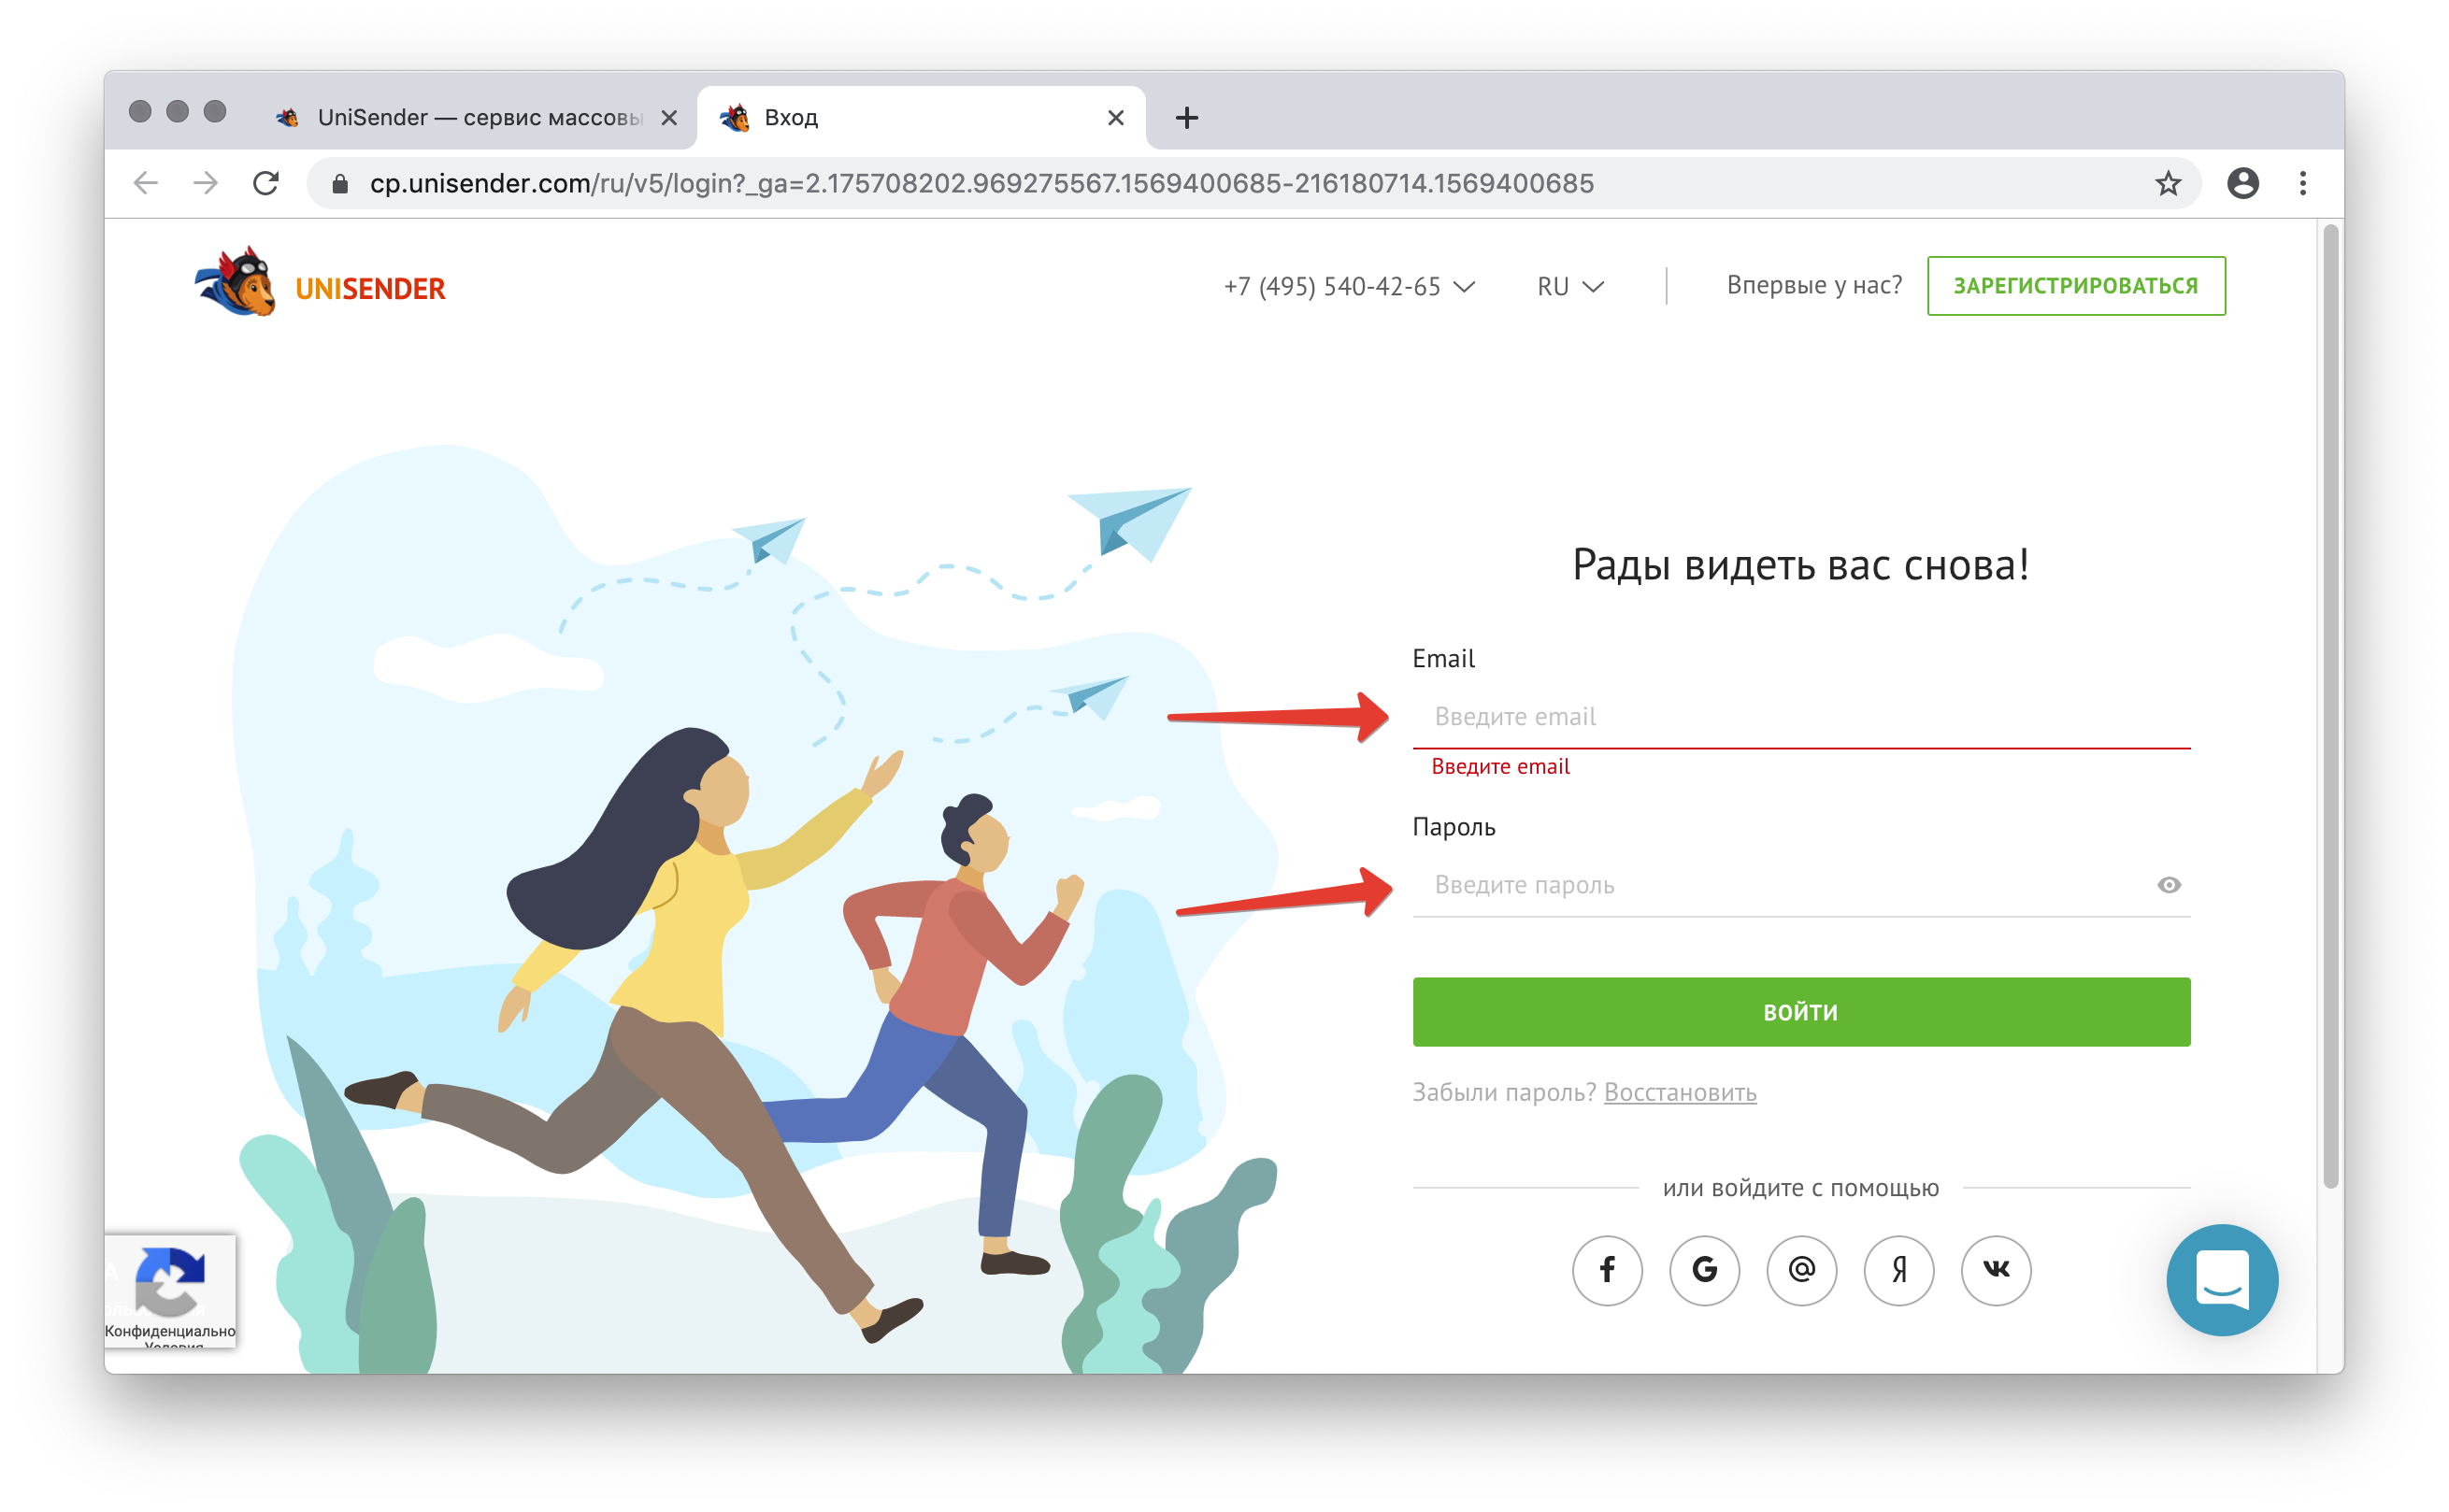 UniSender — сервис массовы
Вход
cp.unisender.com/ru/v5/login?_ga=2.175708202.969275567.1569400685-216180714.1569400685
UNISENDER
+7 (495) 540-42-65
RU
Впервые у нас?
ЗАРЕГИСТРИРОВАТЬСЯ
Рады видеть вас снова!
Email
Введите email
Введите email
Пароль
Введите пароль
ВОЙТИ
Забыли пароль? Восстановить
или войдите с помощью
f G @ Я
Конфиденциально
Условия